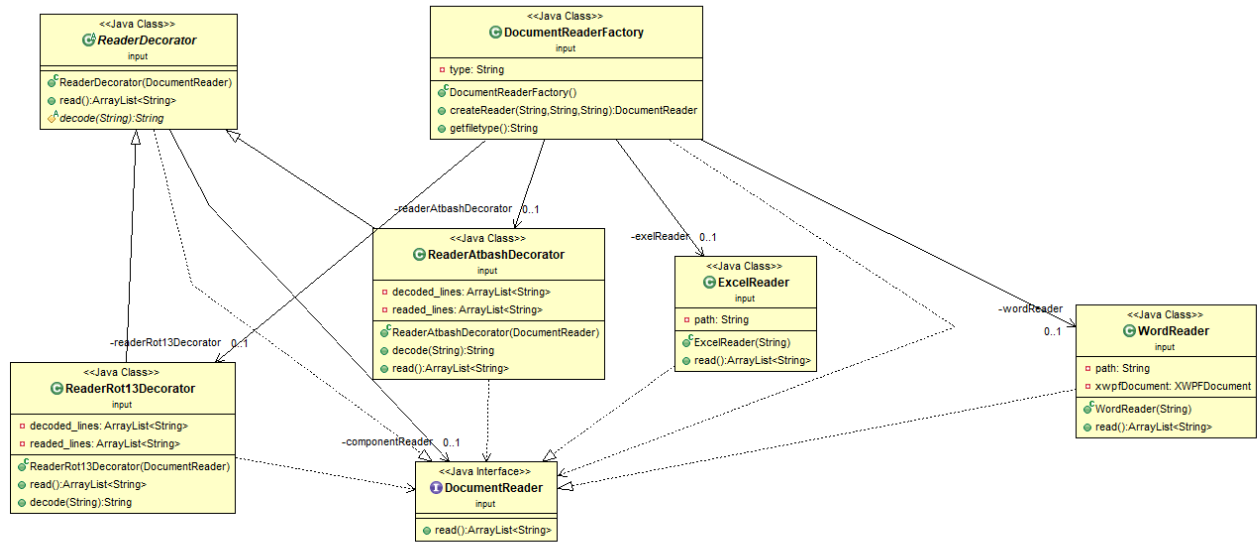 <<Java Class>>
ReaderDecorator
input
ReaderDecorator(DocumentReader)
read():ArrayList<String>
decode(String):String
<<Java Class>>
DocumentReaderFactory
input
type: String
DocumentReaderFactory()
createReader(String,String,String):DocumentReader
getfiletype():String
-readerAtbashDecorator 0..1
-exelReader 0..1
-wordReader
0..1
-readerRot13Decorator 0..1
-componentReader 0..1
<<Java Class>>
ReaderAtbashDecorator
input
decoded_lines: ArrayList<String>
readed_lines: ArrayList<String>
ReaderAtbashDecorator(DocumentReader)
decode(String):String
read():ArrayList<String>
<<Java Class>>
ExcelReader
input
path: String
ExcelReader(String)
read():ArrayList<String>
<<Java Class>>
WordReader
input
path: String
xwpfDocument: XWPFDocument
WordReader(String)
read():ArrayList<String>
<<Java Class>>
ReaderRot13Decorator
input
decoded_lines: ArrayList<String>
readed_lines: ArrayList<String>
ReaderRot13Decorator(DocumentReader)
read():ArrayList<String>
decode(String):String
<<Java Interface>>
DocumentReader
input
read():ArrayList<String>